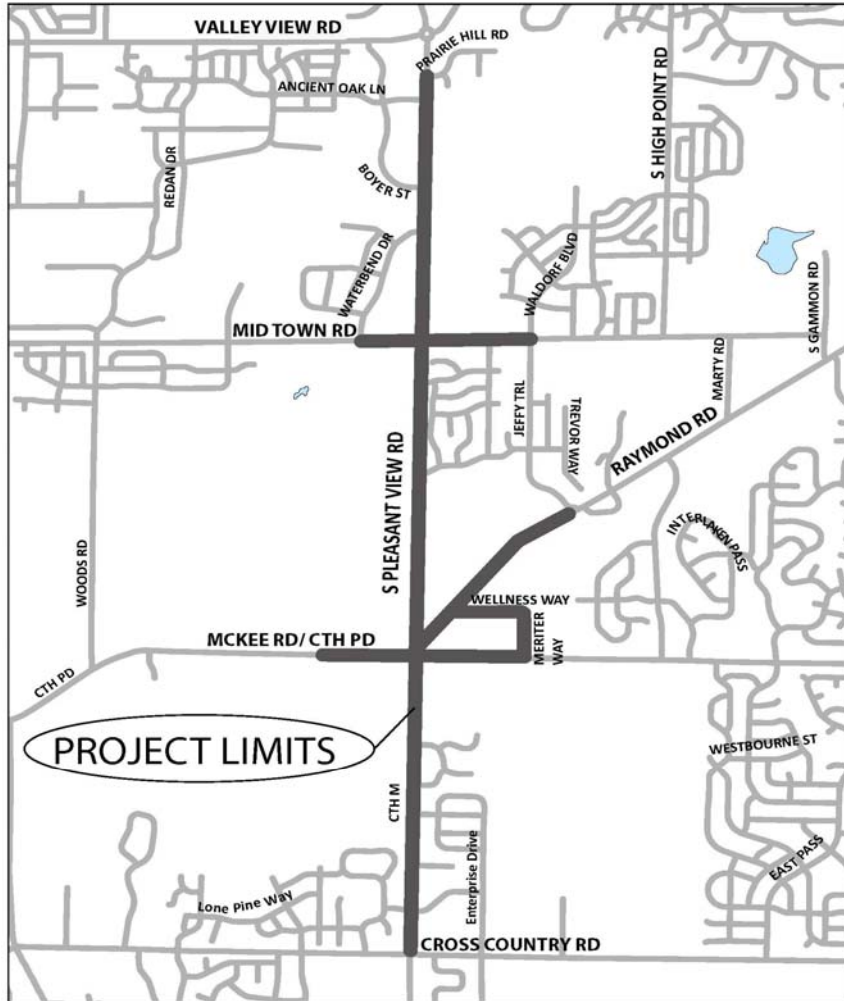 VALLEY VIEW RD
PRAIRIE HILL RD
ANCIENT OAK LN
S HIGH POINT RD
REDAN DR
BOYER ST
WATERBEND DR
WALDORF BLVD
S GAMMON RD
MID TOWN RD
MARTY RD
JEFFY TRL
TREVOR WAY
RAYMOND RD
S PLEASANT VIEW RD
INTERLAKEN PASS
WOODS RD
WELLNESS WAY
MCKEE RD/ CTH PD
MERITER
WAY
CTH PD
PROJECT LIMITS
WESTBOURNE ST
CTH M
Enterprise Drive
EAST PASS
Lone Pine Way
CROSS COUNTRY RD